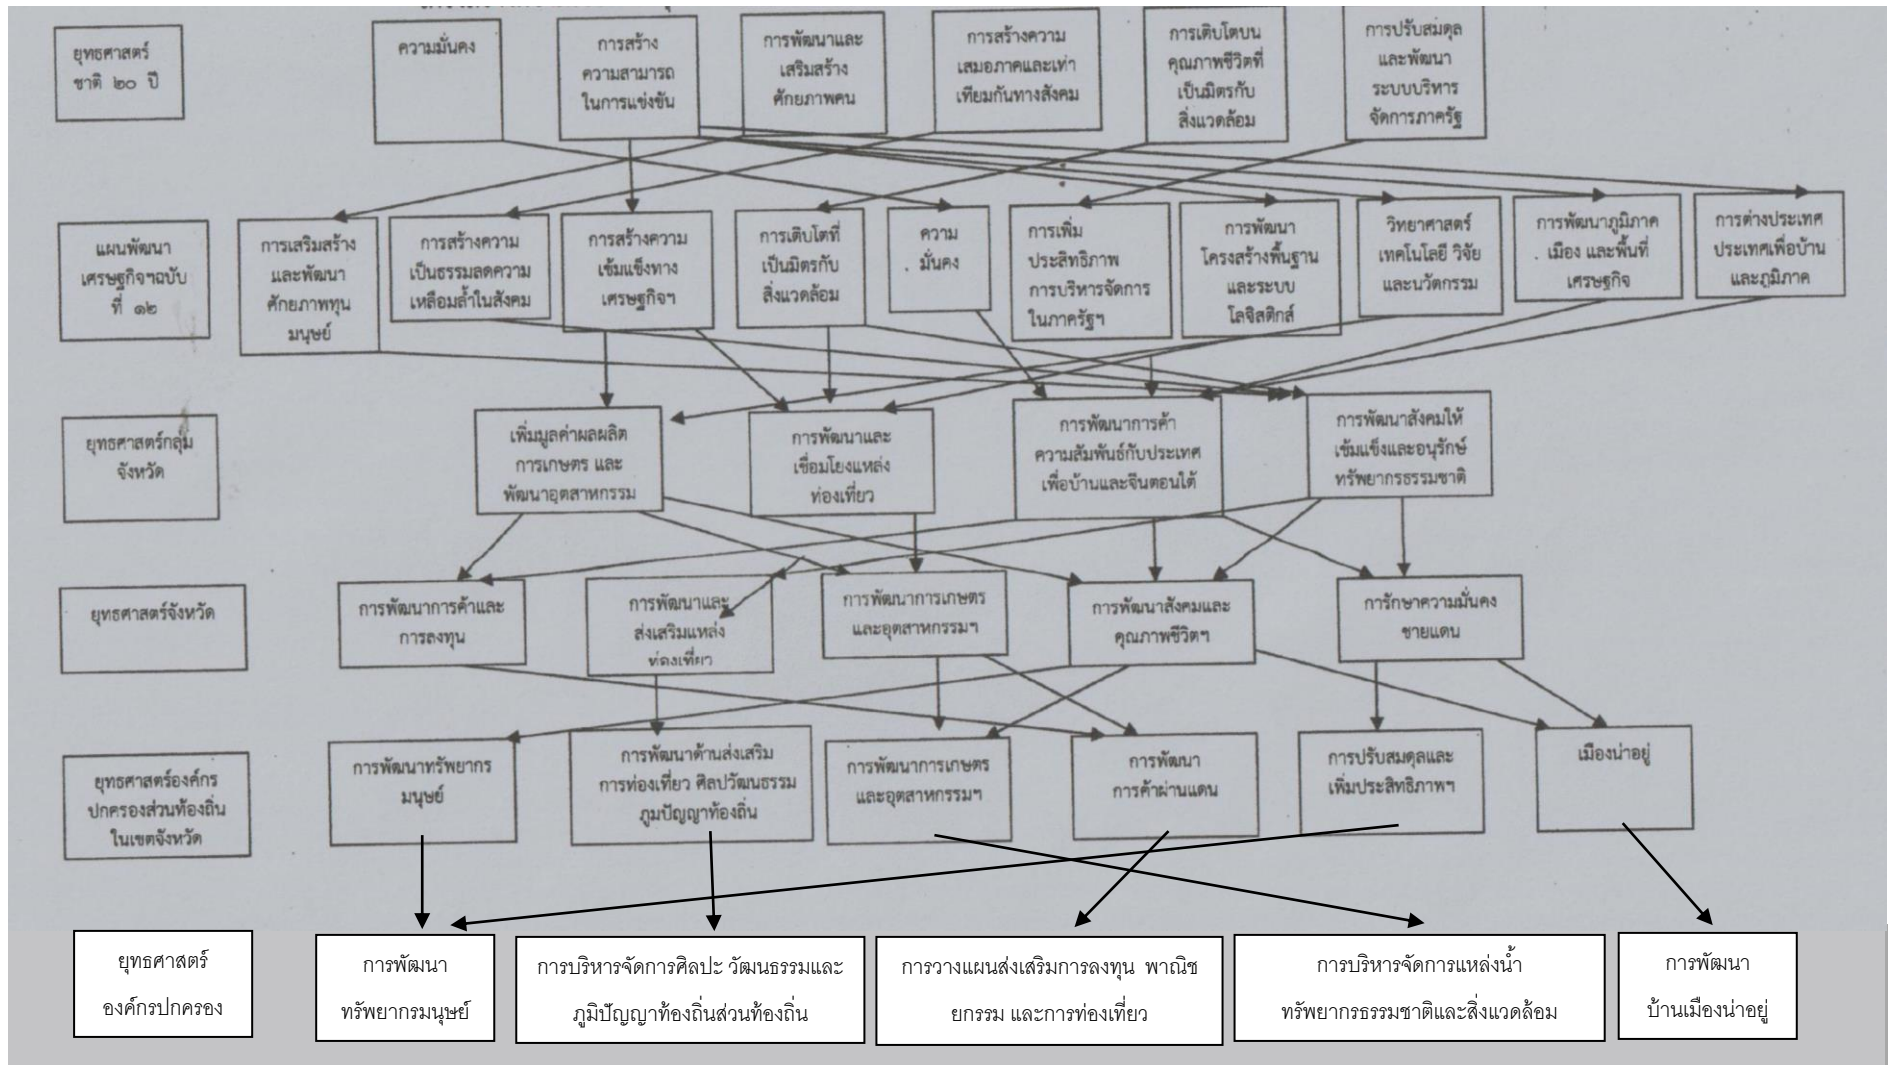 ยุทธศาสตร์
ชาติ ๒๐ ปี
ความมั่นคง
การสร้าง
ความสามารถ
ในการแข่งขัน
การพัฒนาและ
เสริมสร้าง
ศักยภาพคน
การสร้างความ
เสมอภาคและเท่า
เทียมกันทางสังคม
การเติบโตบน
คุณภาพชีวิตที่
เป็นมิตรกับ
สิ่งแวดล้อม
การปรับสมดุล
และพัฒนา
ระบบบริหาร
จัดการภาครัฐ
แผนพัฒนา
เศรษฐกิจฯฉบับ
ที่ ๑๒
การเสริมสร้าง
และพัฒนา
ศักยภาพทุน
มนุษย์
การสร้างความ
เป็นธรรมลดความ
เหลือมล้ำในสังคม
การสร้างความ
เข้มแข็งทาง
เศรษฐกิจฯ
การเติบโตที่
เป็นมิตรกับ
สิ่งแวดล้อม
ความ
มั่นคง
การเพิ่ม
ประสิทธิภาพ
การบริหารจัดการ
ในภาครัฐฯ
การพัฒนา
โครงสร้างพื้นฐาน
และระบบ
โลจิสติกส์
วิทยาศาสตร์
เทคโนโลยี วิจัย
และนวัตกรรม
การพัฒนาภูมิภาค
เมือง และพื้นที่
เศรษฐกิจ
การต่างประเทศ
ประเทศเพื่อบ้าน
และภูมิภาค
ยุทธศาสตร์กลุ่ม
จังหวัด
เพิ่มมูลค่าผลผลิต
การเกษตร และ
พัฒนาอุตสาหกรรม
การพัฒนาและ
เชื่อมโยงแหล่ง
ท่องเที่ยว
การพัฒนาการค้า
ความสัมพันธ์กับประเทศ
เพื่อบ้านและจีนตอนใต้
การพัฒนาสังคมให้
เข้มแข็งและอนุรักษ์
ทรัพยากรธรรมชาติ
ยุทธศาสตร์จังหวัด
การพัฒนาการค้าและ
การลงทุน
การพัฒนาและ
ส่งเสริมแหล่ง
ท่องเที่ยว
การพัฒนาการเกษตร
และอุตสาหกรรมฯ
การพัฒนาสังคมและ
คุณภาพชีวิตฯ
การรักษาความมั่นคง
ชายแดน
ยุทธศาสตร์องค์กร
ปกครองส่วนท้องถิ่น
ในเขตจังหวัด
การพัฒนาทรัพยากร
มนุษย์
การพัฒนาด้านส่งเสริม
การท่องเที่ยว ศิลปวัฒนธรรม
ภูมปัญญาท้องถิ่น
การพัฒนาการเกษตร
และอุตสาหกรรมฯ
การพัฒนา
การค้าผ่านแดน
การปรับสมดุลและ
เพิ่มประสิทธิภาพฯ
เมืองน่าอยู่
ยุทธศาสตร์
องค์กรปกครอง
การพัฒนา
ทรัพยากรมนุษย์
การบริหารจัดการศิลปะ วัฒนธรรมและ
ภูมิปัญญาท้องถิ่นส่วนท้องถิ่น
การวางแผนส่งเสริมการลงทุน พาณิช
ยกรรม และการท่องเที่ยว
การบริหารจัดการแหล่งน้ำ
ทรัพยากรธรรมชาติและสิ่งแวดล้อม
การพัฒนา
บ้านเมืองน่าอยู่